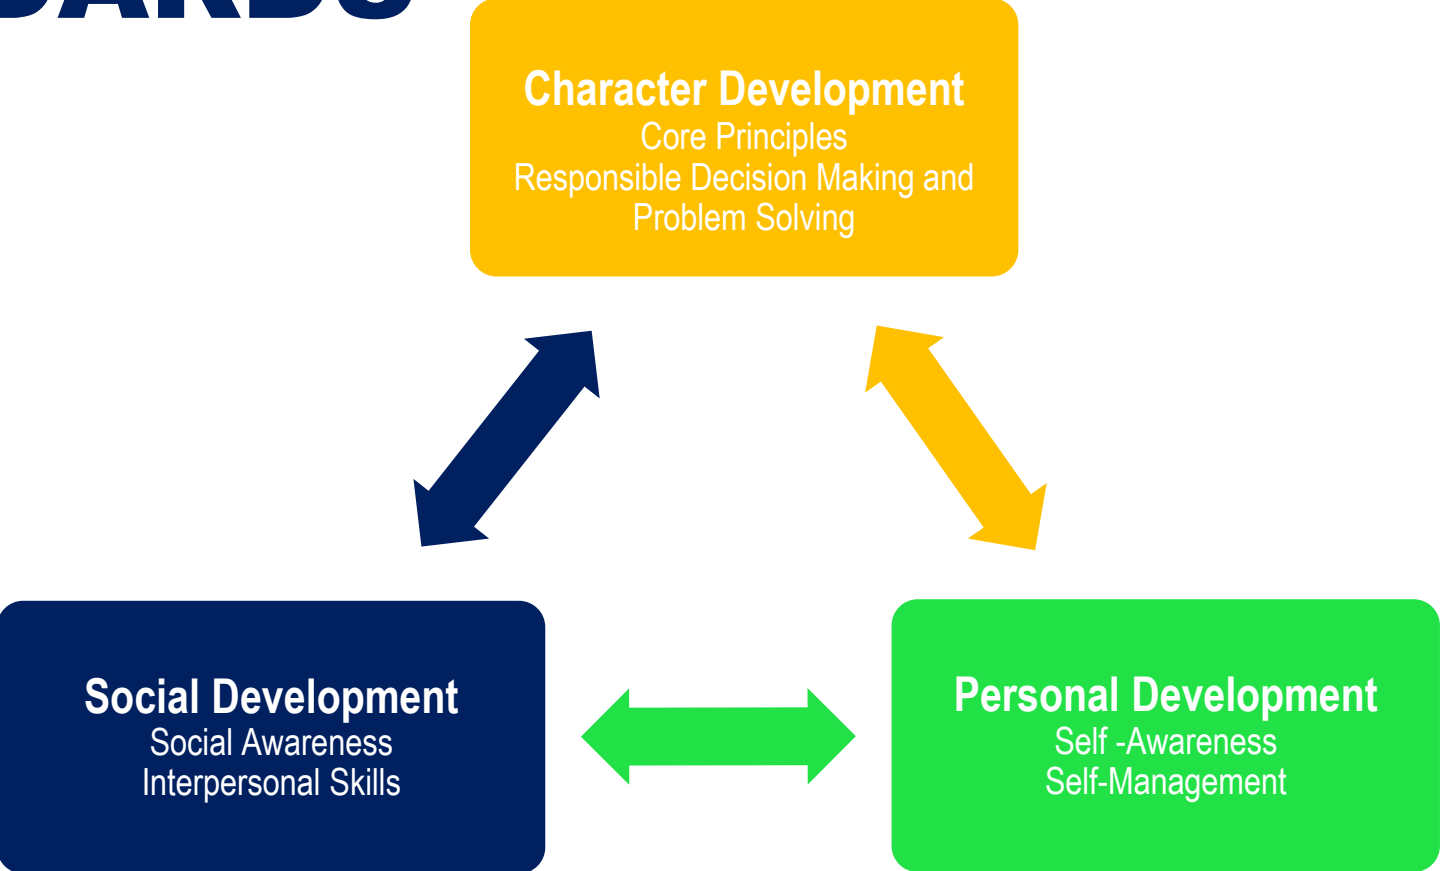 Character Development
Core Principles
Responsible Decision Making and
Problem Solving
Social Development
Social Awareness
Interpersonal Skills
Personal Development
Self -Awareness
Self-Management